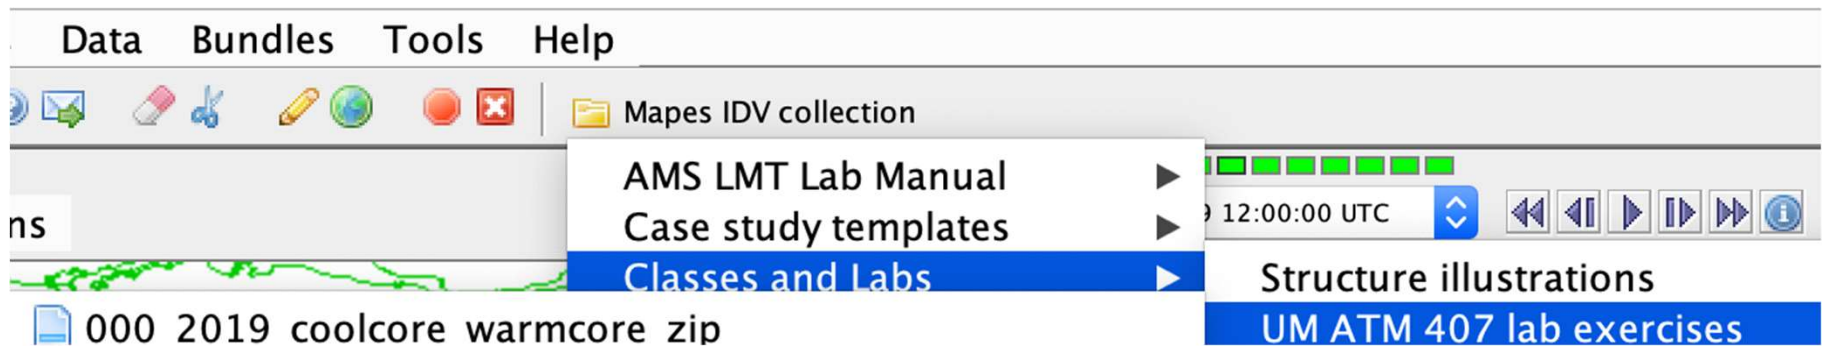 Data Bundles Tools Help
Mapes IDV collection
AMS LMT Lab Manual
12:00:00 UTC
Case study templates
ns
Classes and Labs
Structure illustrations
000 2019 coolcore warmcore zip
UM ATM 407 lab exercises